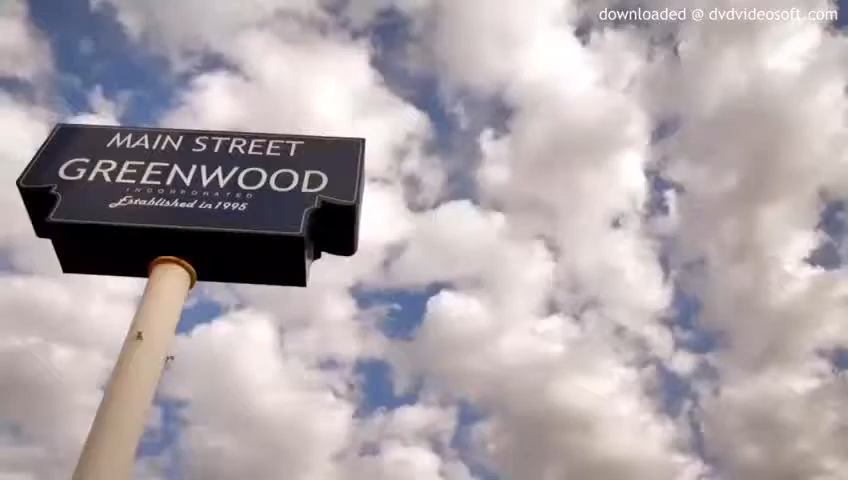 downloaded @ dvdvideosoft.com
MAIN STREET
GREENWOOD
INCORPORATED
Established in 1995